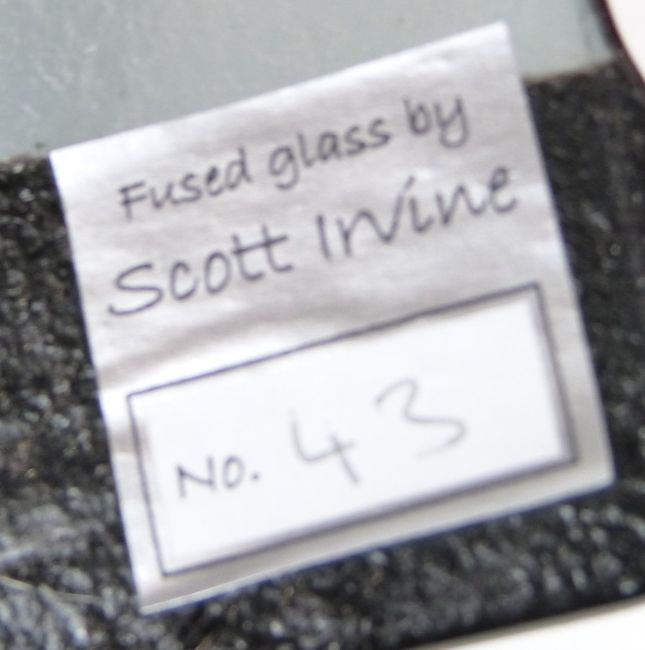 Fused glass by
Scott Irvine
No. 43